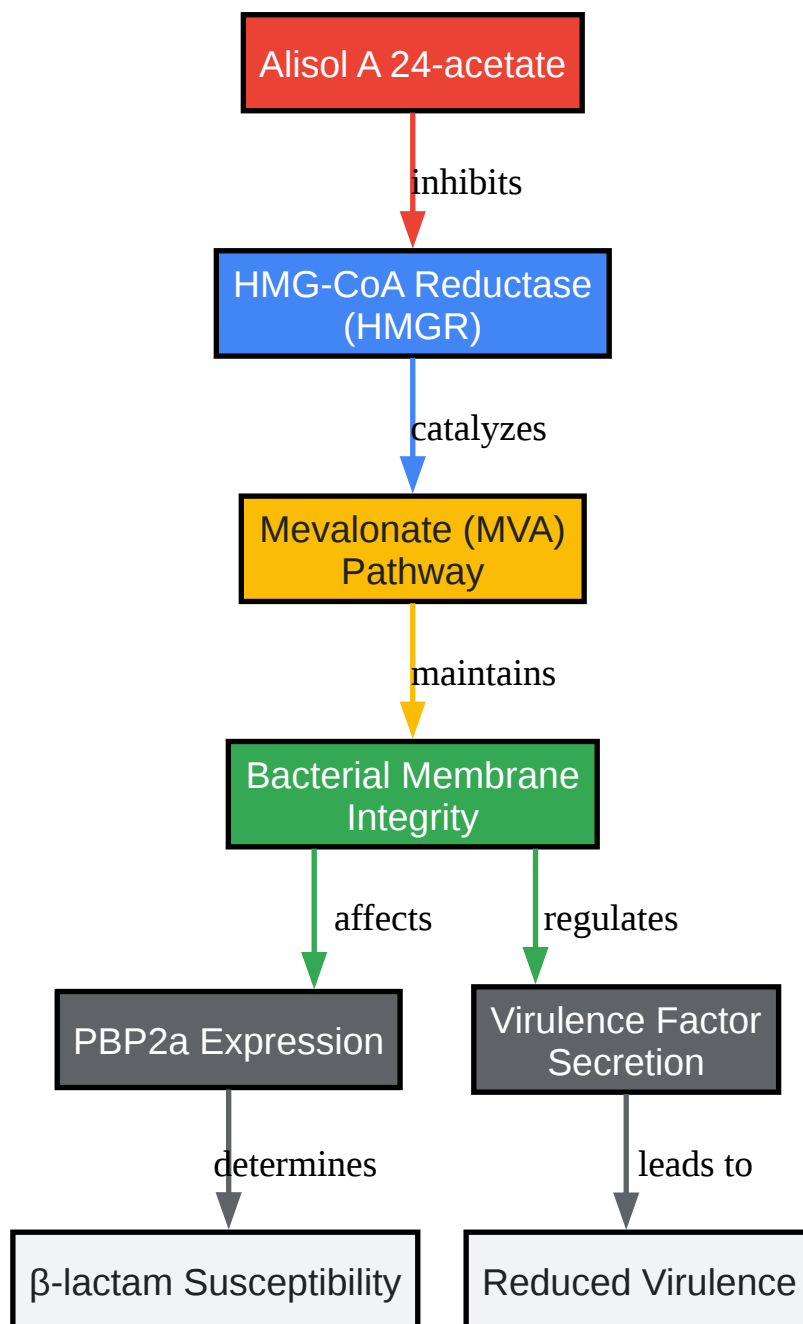 Alisol A 24-acetate
inhibits
HMG-CoA Reductase
(HMGR)
catalyzes
Mevalonate (MVA)
Pathway
maintains
Bacterial Membrane
Integrity
affects
regulates
PBP2a Expression
Virulence Factor
Secretion
determines
leads to
β-lactam Susceptibility
Reduced Virulence